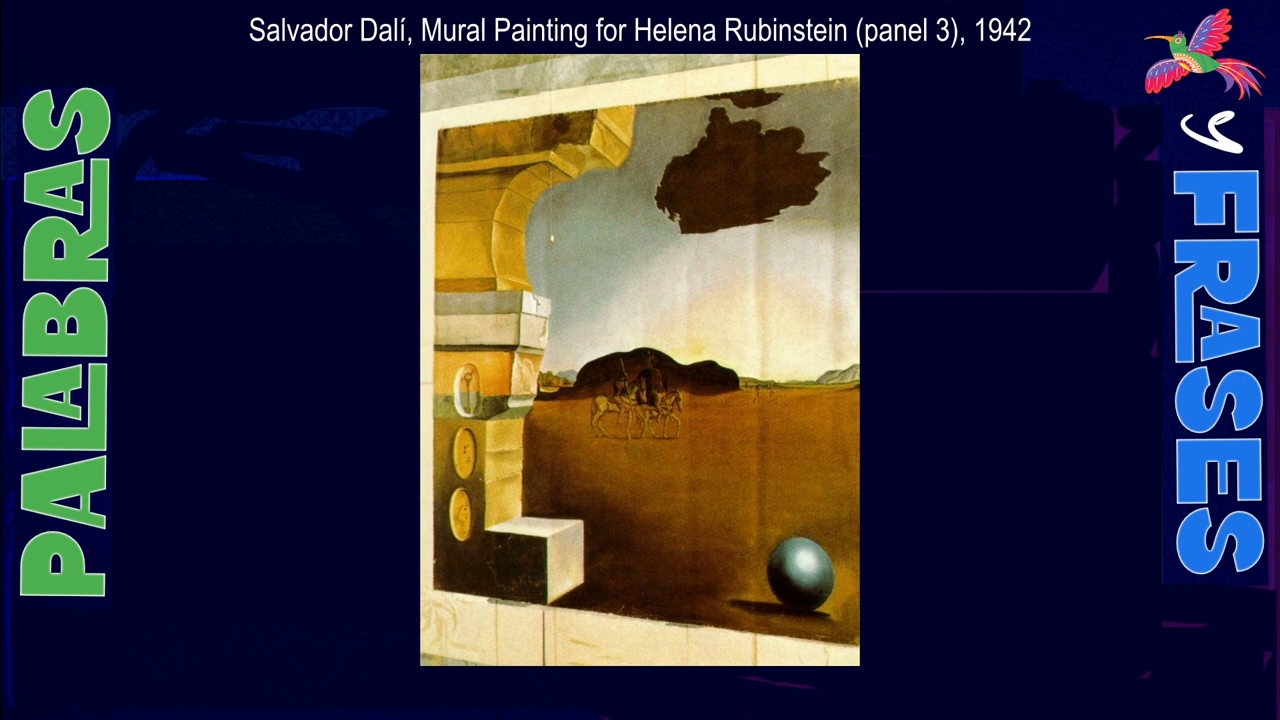 Salvador Dalí, Mural Painting for Helena Rubinstein (panel 3), 1942
PALABRAS
y
FRASES